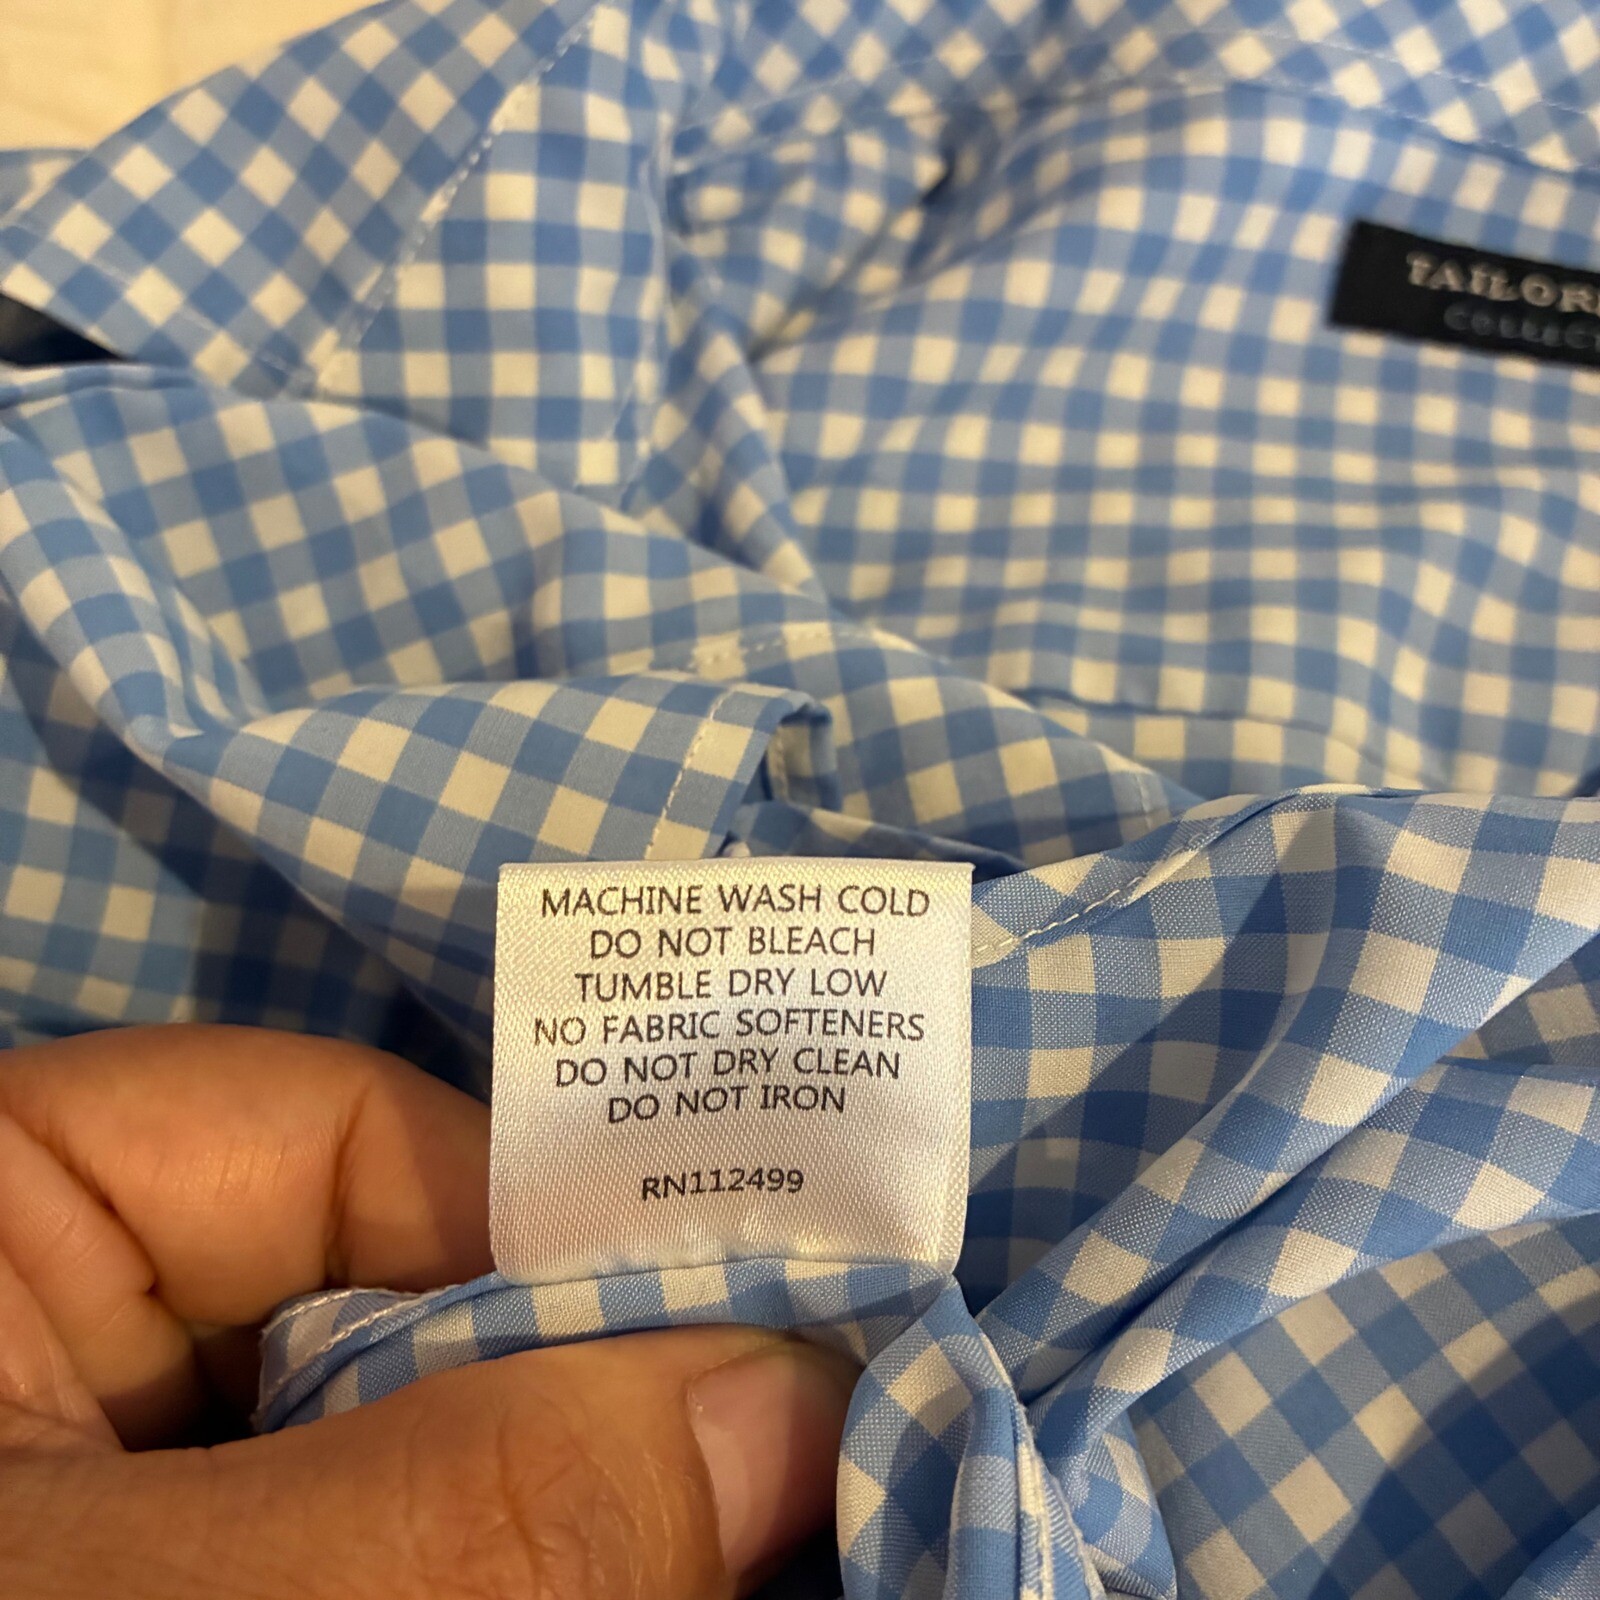 MACHINE WASH COLD
DO NOT BLEACH
TUMBLE DRY LOW
NO FABRIC SOFTENERS
DO NOT DRY CLEAN
DO NOT IRON
RN112499